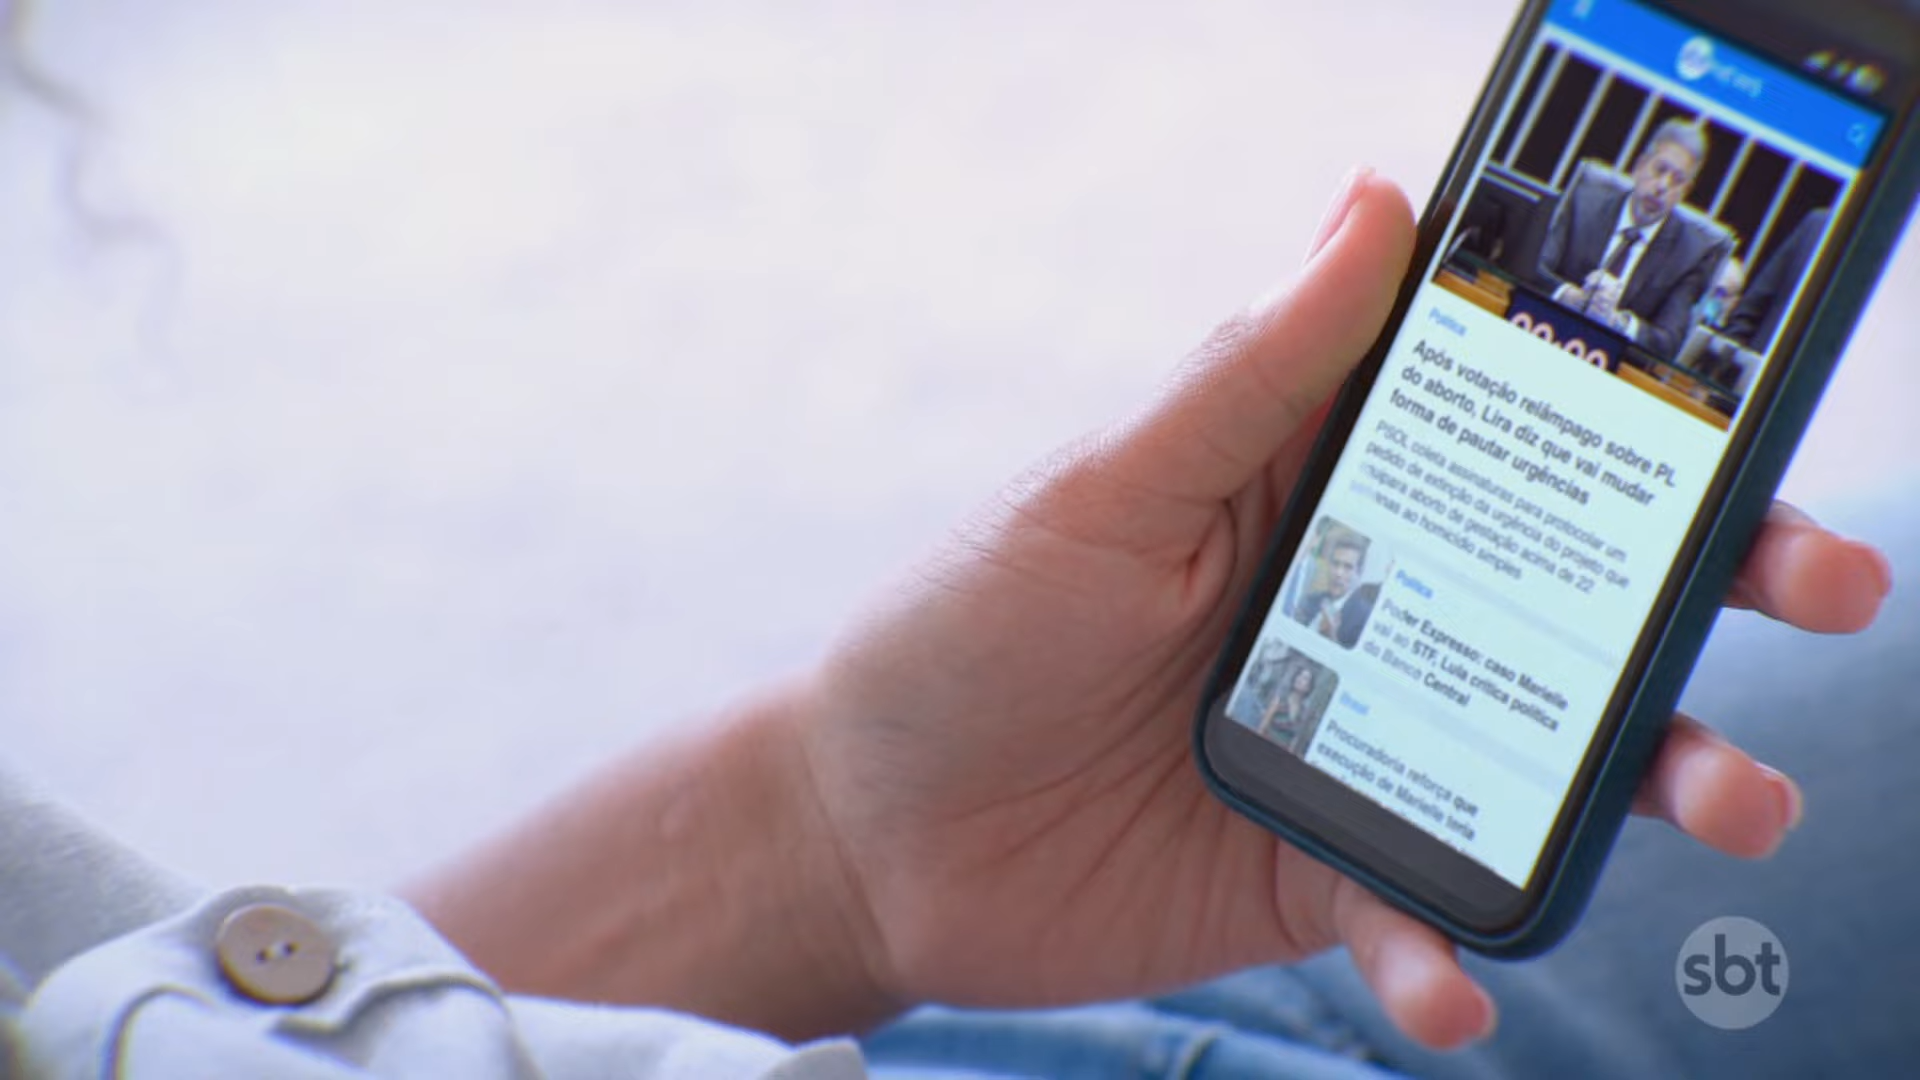 news
Política
00:00
Após votação relâmpago sobre PL
do aborto, Lira diz que vai mudar
forma de pautar urgências
PSOL coleta assinaturas para protocolar um
pedido de extinção da urgência do projeto que
equipara aborto de gestação acima de 22
semanas ao homicídio simples
Política
Poder Expresso: caso Marielle
vai ao STF, Lula critica política
do Banco Central
Brasil
Procuradoria reforça que
execução de Marielle teria
sbt